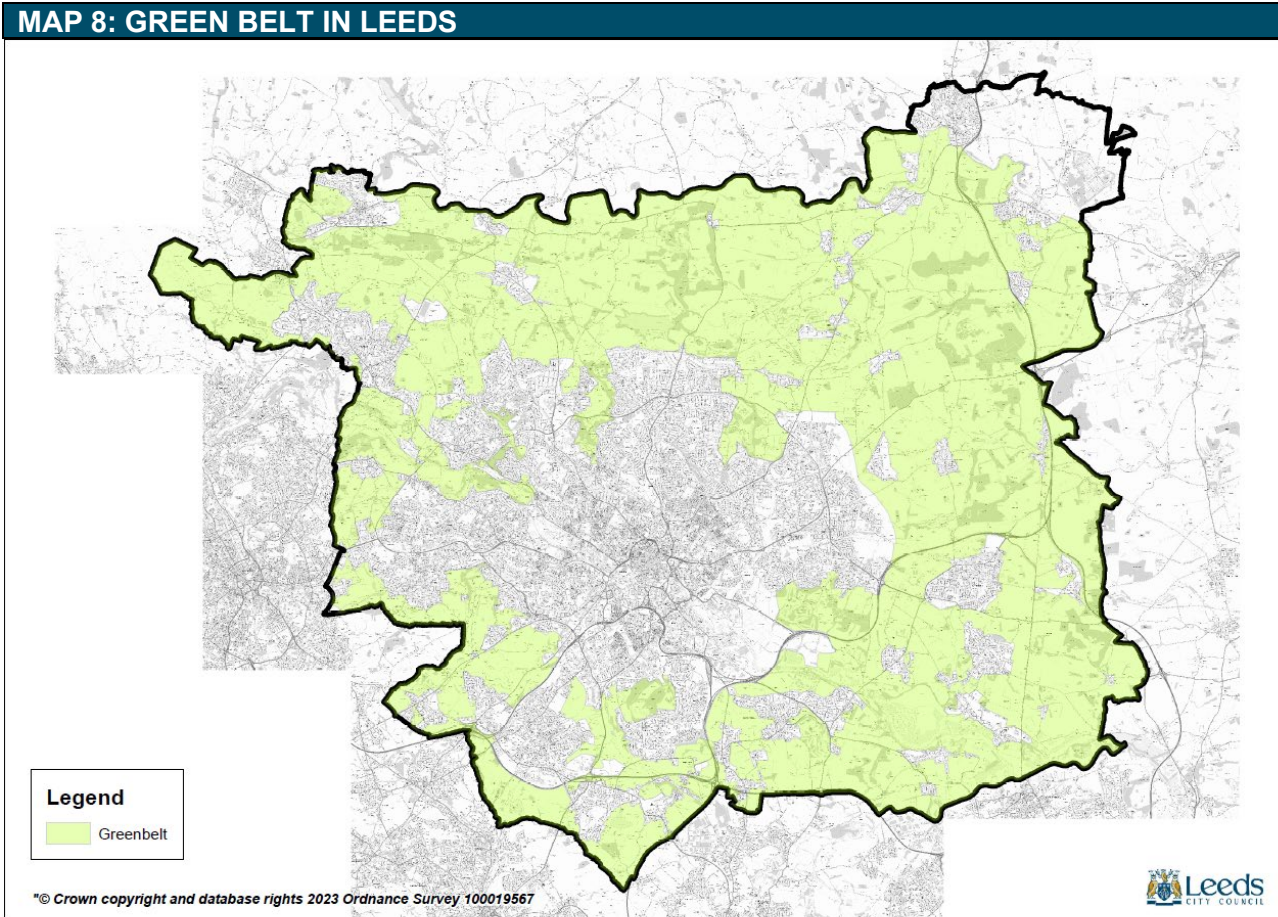 MAP 8: GREEN BELT IN LEEDS
Legend
Greenbelt
"© Crown copyright and database rights 2023 Ordnance Survey 100019567
Leeds
CITY COUNCIL